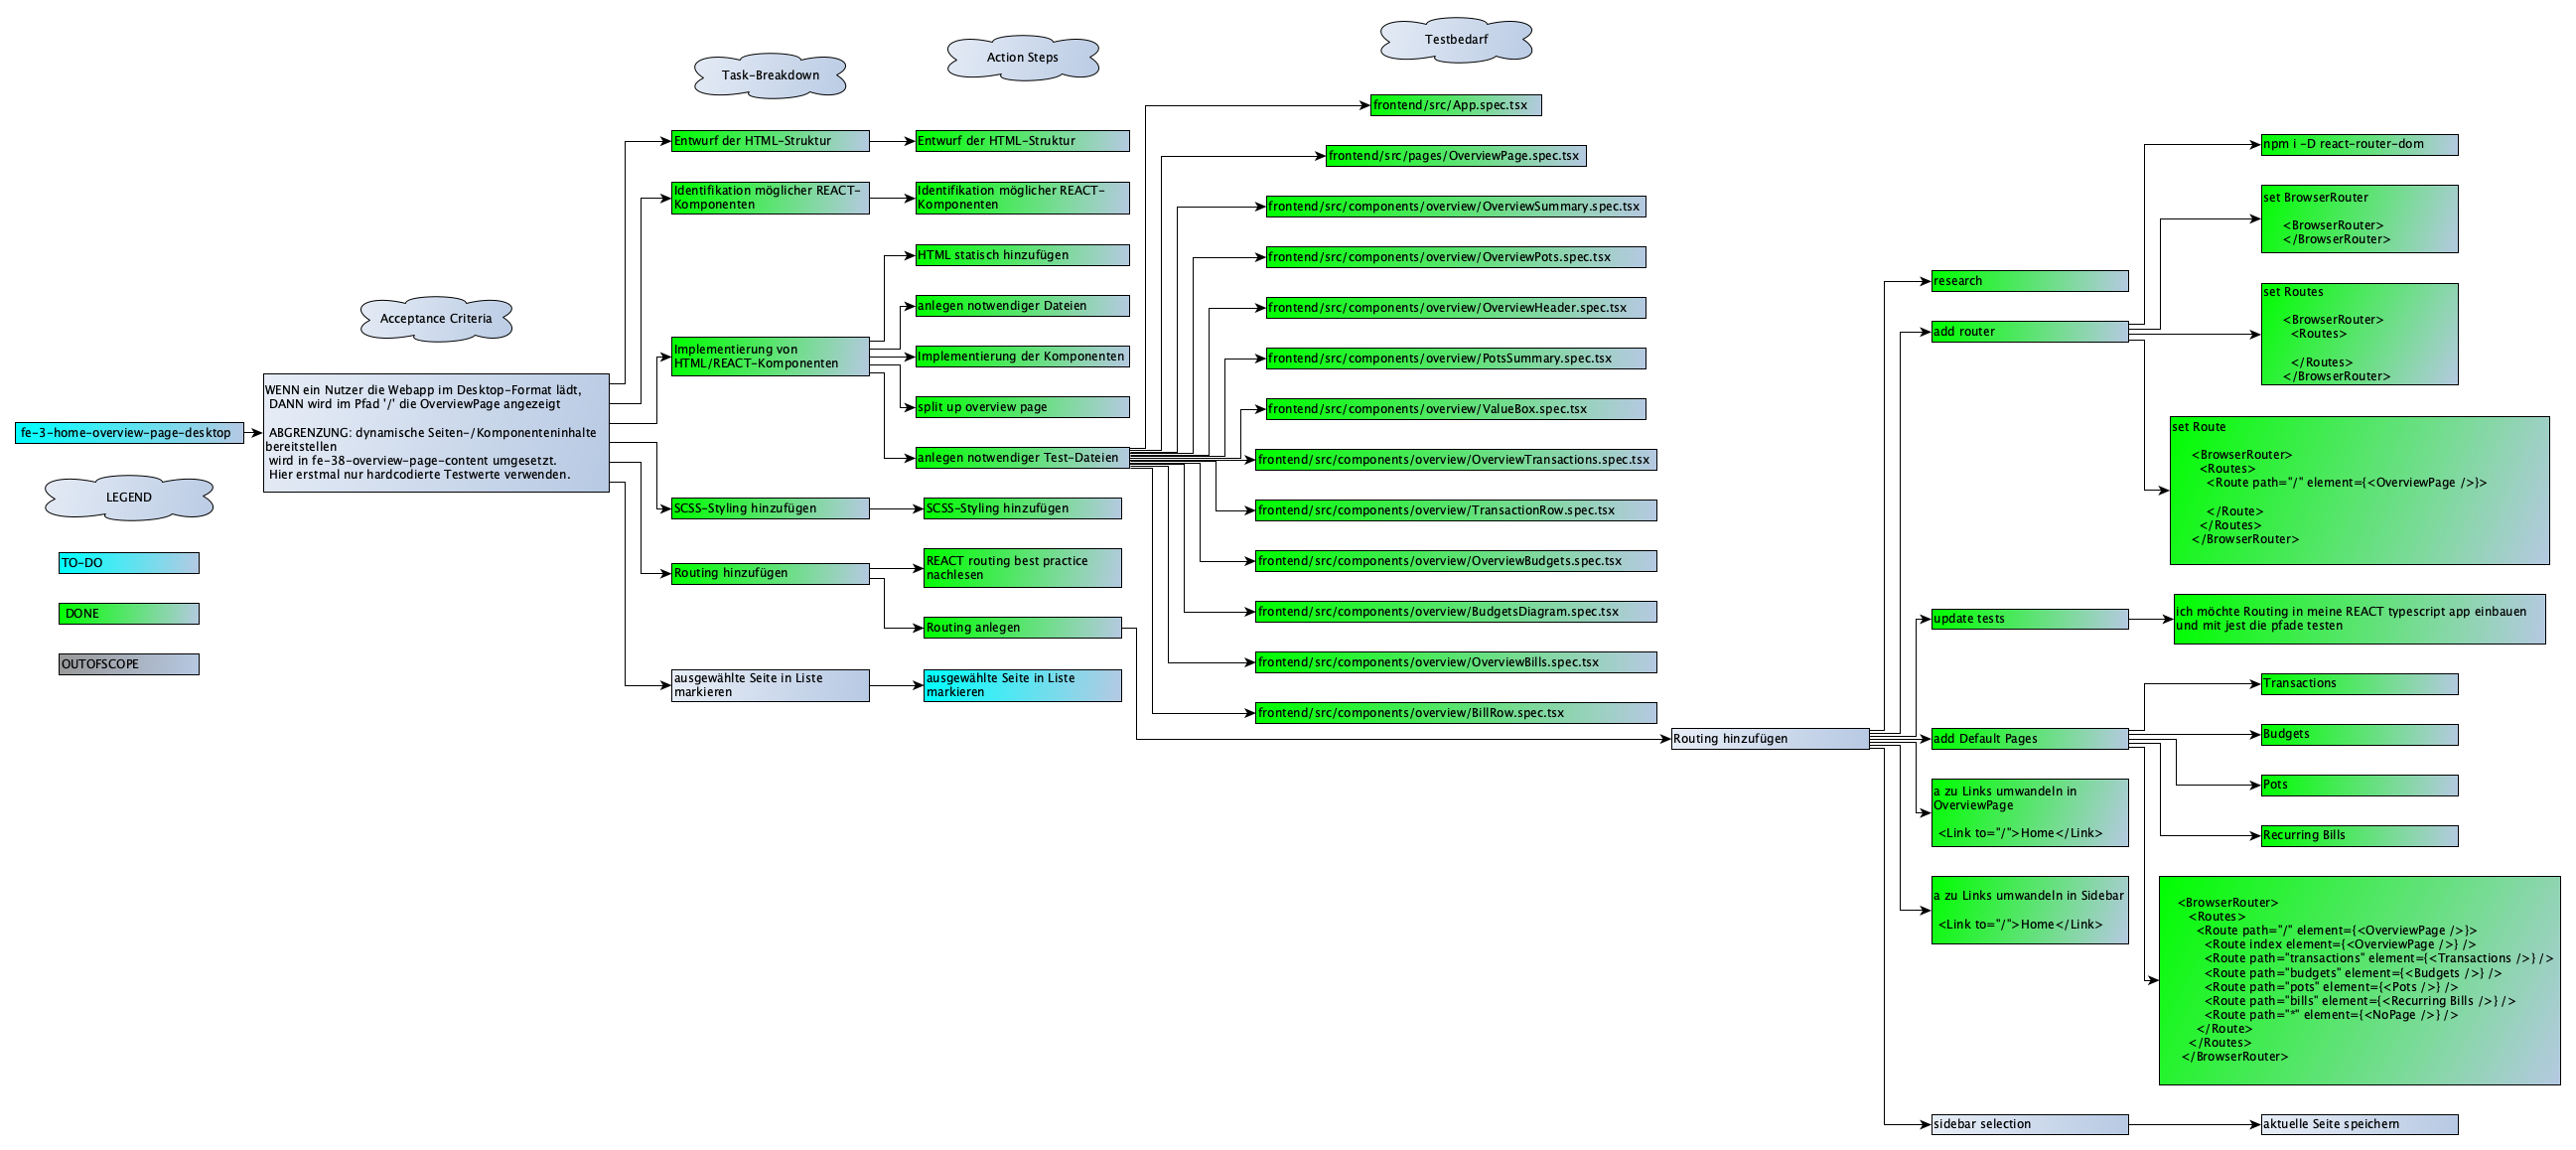 Testbedarf
Action Steps
Task-Breakdown
Acceptance Criteria
fe-3-home-overview-page-desktop
LEGEND
TO-DO
DONE
OUTOFSCOPE
WENN ein Nutzer die Webapp im Desktop-Format lädt,
DANN wird im Pfad '/' die OverviewPage angezeigt
ABGRENZUNG: dynamische Seiten-/Komponenteninhalte
bereitstellen
wird in fe-38-overview-page-content umgesetzt.
Hier erstmal nur hardcodierte Testwerte verwenden.
Entwurf der HTML-Struktur
Identifikation möglicher REACT-
Komponenten
Implementierung von
HTML/REACT-Komponenten
SCSS-Styling hinzufügen
Routing hinzufügen
ausgewählte Seite in Liste
markieren
Entwurf der HTML-Struktur
Identifikation möglicher REACT-
Komponenten
HTML statisch hinzufügen
anlegen notwendiger Dateien
Implementierung der Komponenten
split up overview page
anlegen notwendiger Test-Dateien
SCSS-Styling hinzufügen
REACT routing best practice
nachlesen
Routing anlegen
ausgewählte Seite in Liste
markieren
frontend/src/App.spec.tsx
frontend/src/pages/OverviewPage.spec.tsx
frontend/src/components/overview/OverviewSummary.spec.tsx
frontend/src/components/overview/OverviewPots.spec.tsx
frontend/src/components/overview/OverviewHeader.spec.tsx
frontend/src/components/overview/PotsSummary.spec.tsx
frontend/src/components/overview/ValueBox.spec.tsx
frontend/src/components/overview/OverviewTransactions.spec.tsx
frontend/src/components/overview/TransactionRow.spec.tsx
frontend/src/components/overview/OverviewBudgets.spec.tsx
frontend/src/components/overview/BudgetsDiagram.spec.tsx
frontend/src/components/overview/OverviewBills.spec.tsx
frontend/src/components/overview/BillRow.spec.tsx
Routing hinzufügen
research
add router
update tests
add Default Pages
a zu Links umwandeln in
OverviewPage
<Link to="/">Home</Link>
a zu Links umwandeln in Sidebar
<Link to="/">Home</Link>
sidebar selection
npm i -D react-router-dom
set BrowserRouter
<BrowserRouter>
</BrowserRouter>
set Routes
<BrowserRouter>
<Routes>
</Routes>
</BrowserRouter>
set Route
<BrowserRouter>
<Routes>
<Route path="/" element={<OverviewPage />}>
</Route>
</Routes>
</BrowserRouter>
ich möchte Routing in meine REACT typescript app einbauen
und mit jest die pfade testen
Transactions
Budgets
Pots
Recurring Bills
<BrowserRouter>
<Routes>
<Route path="/" element={<OverviewPage />}>
<Route index element={<OverviewPage />} />
<Route path="transactions" element={<Transactions />} />
<Route path="budgets" element={<Budgets />} />
<Route path="pots" element={<Pots />} />
<Route path="bills" element={<Recurring Bills />} />
<Route path="*" element={<NoPage />} />
</Route>
</Routes>
</BrowserRouter>
aktuelle Seite speichern